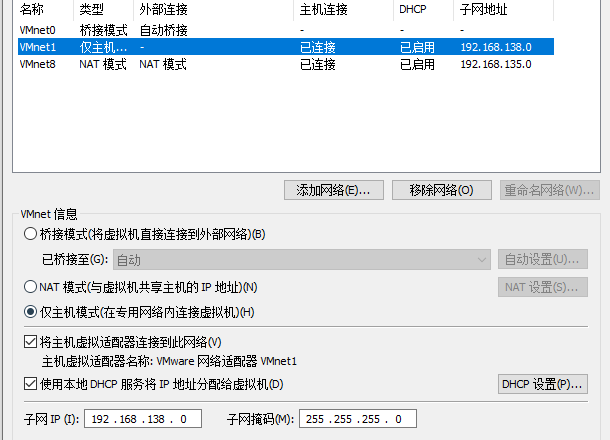 名称 类型 外部连接 主机连接 DHCP 子网地址
VMnet0 桥接模式 自动桥接 - - -
VMnet1 仅主机... - 已连接 已启用 192.168.138.0
VMnet8 NAT 模式 NAT 模式 已连接 已启用 192.168.135.0
添加网络(E)... 移除网络(O) 重命名网络(W)...
VMnet 信息
桥接模式(将虚拟机直接连接到外部网络)(B)
已桥接至(G): 自动 自动设置(U)...
NAT 模式(与虚拟机共享主机的 IP 地址)(N) NAT 设置(S)...
仅主机模式(在专用网络内连接虚拟机)(H)
将主机虚拟适配器连接到此网络(V)
主机虚拟适配器名称: VMware 网络适配器 VMnet1
使用本地 DHCP 服务将 IP 地址分配给虚拟机(D) DHCP 设置(P)...
子网 IP (I): 192 . 168 . 138 . 0 子网掩码(M): 255 . 255 . 255 . 0